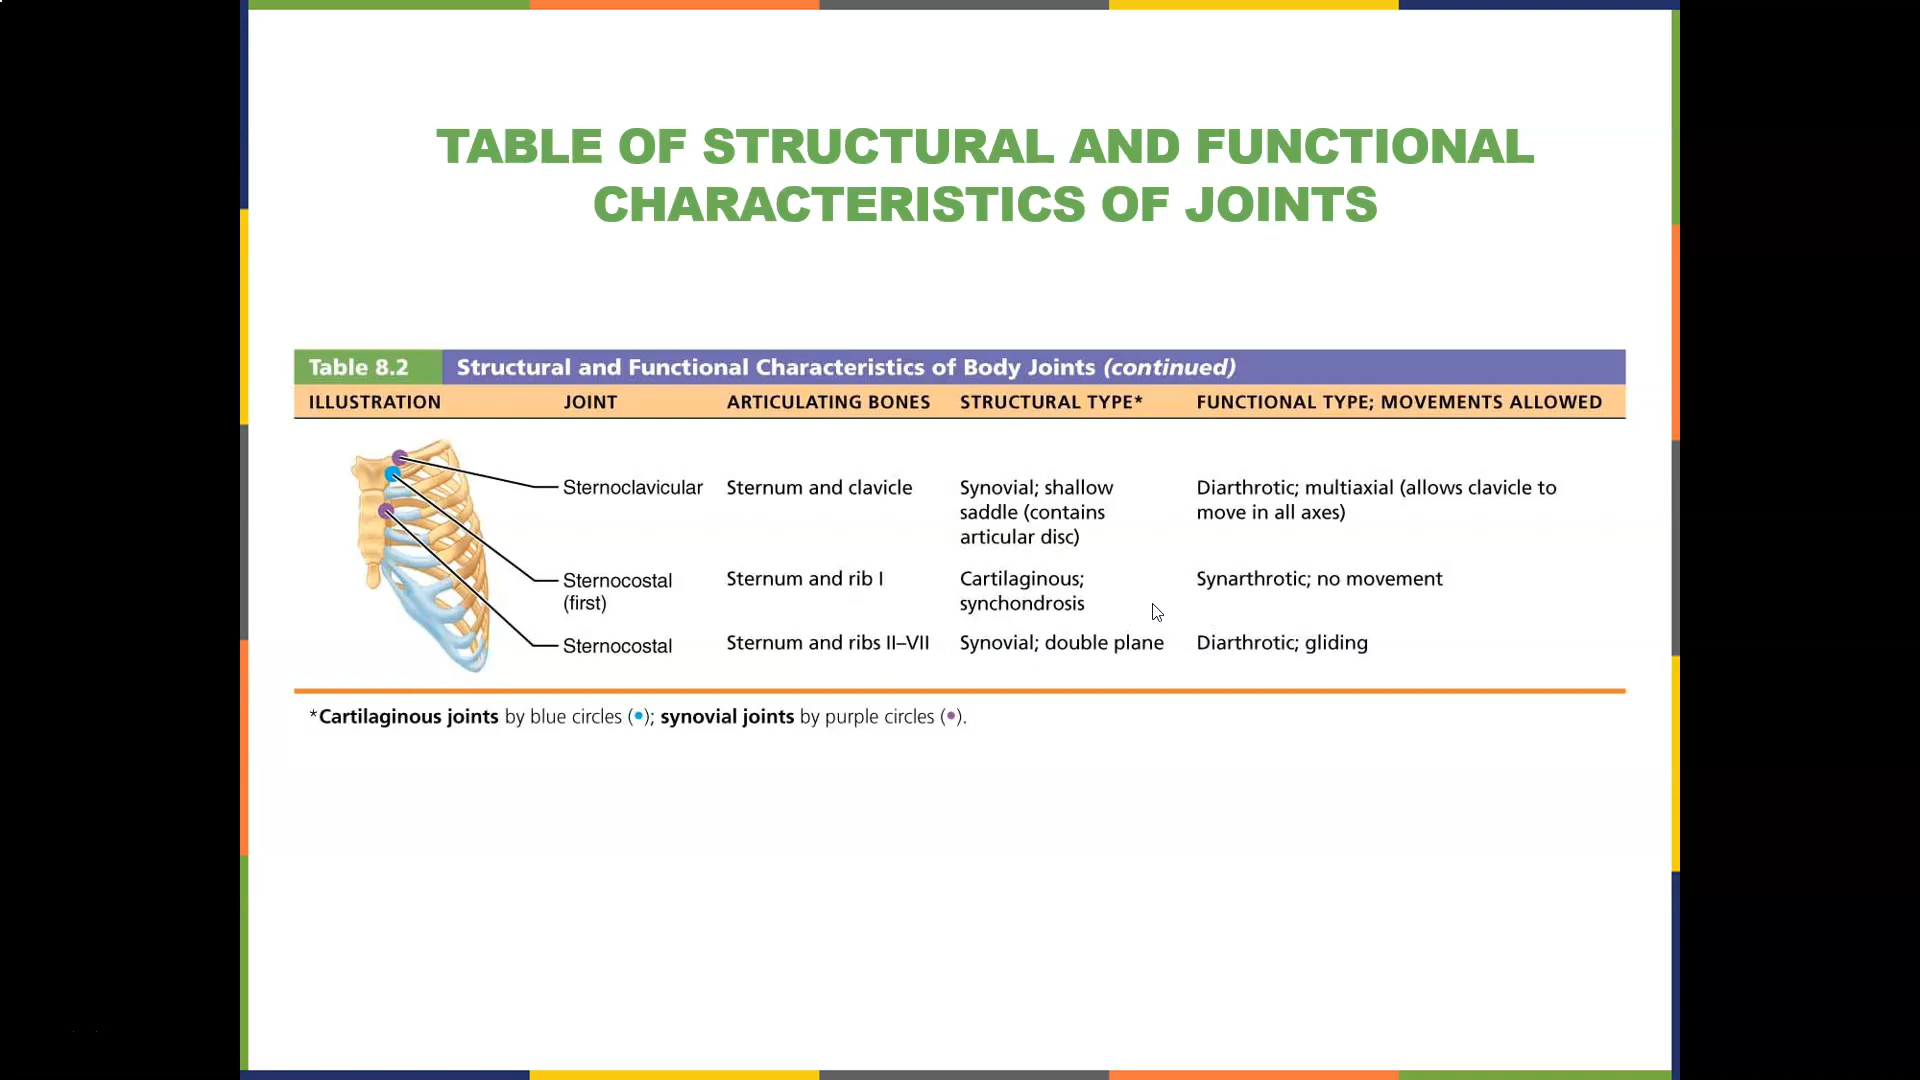 TABLE OF STRUCTURAL AND FUNCTIONAL
CHARACTERISTICS OF JOINTS
Table 8.2 Structural and Functional Characteristics of Body Joints (continued)
ILLUSTRATION JOINT ARTICULATING BONES STRUCTURAL TYPE* FUNCTIONAL TYPE; MOVEMENTS ALLOWED
Sternoclavicular Sternum and clavicle Synovial; shallow Diarthrotic; multiaxial (allows clavicle to
saddle (contains move in all axes)
articular disc)
Sternocostal Sternum and rib I Cartilaginous; Synarthrotic; no movement
(first) synchondrosis
Sternocostal Sternum and ribs II–VII Synovial; double plane Diarthrotic; gliding
*Cartilaginous joints by blue circles (•); synovial joints by purple circles (•).